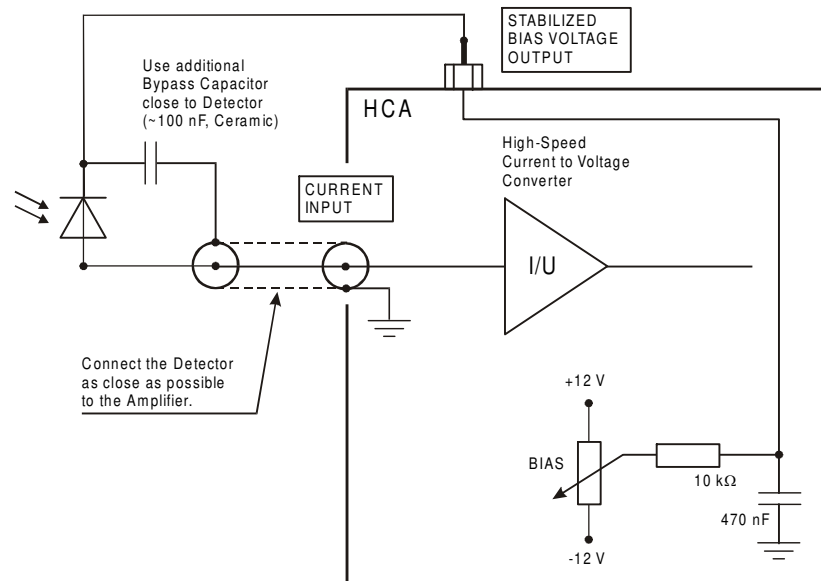 STABILIZED
BIAS VOLTAGE
OUTPUT
Use additional
Bypass Capacitor
close to Detector
(~100 nF, Ceramic)
HCA
High-Speed
Current to Voltage
Converter
CURRENT
INPUT
I/U
Connect the Detector
as close as possible
to the Amplifier.
+12 V
BIAS
10 kΩ
470 nF
-12 V